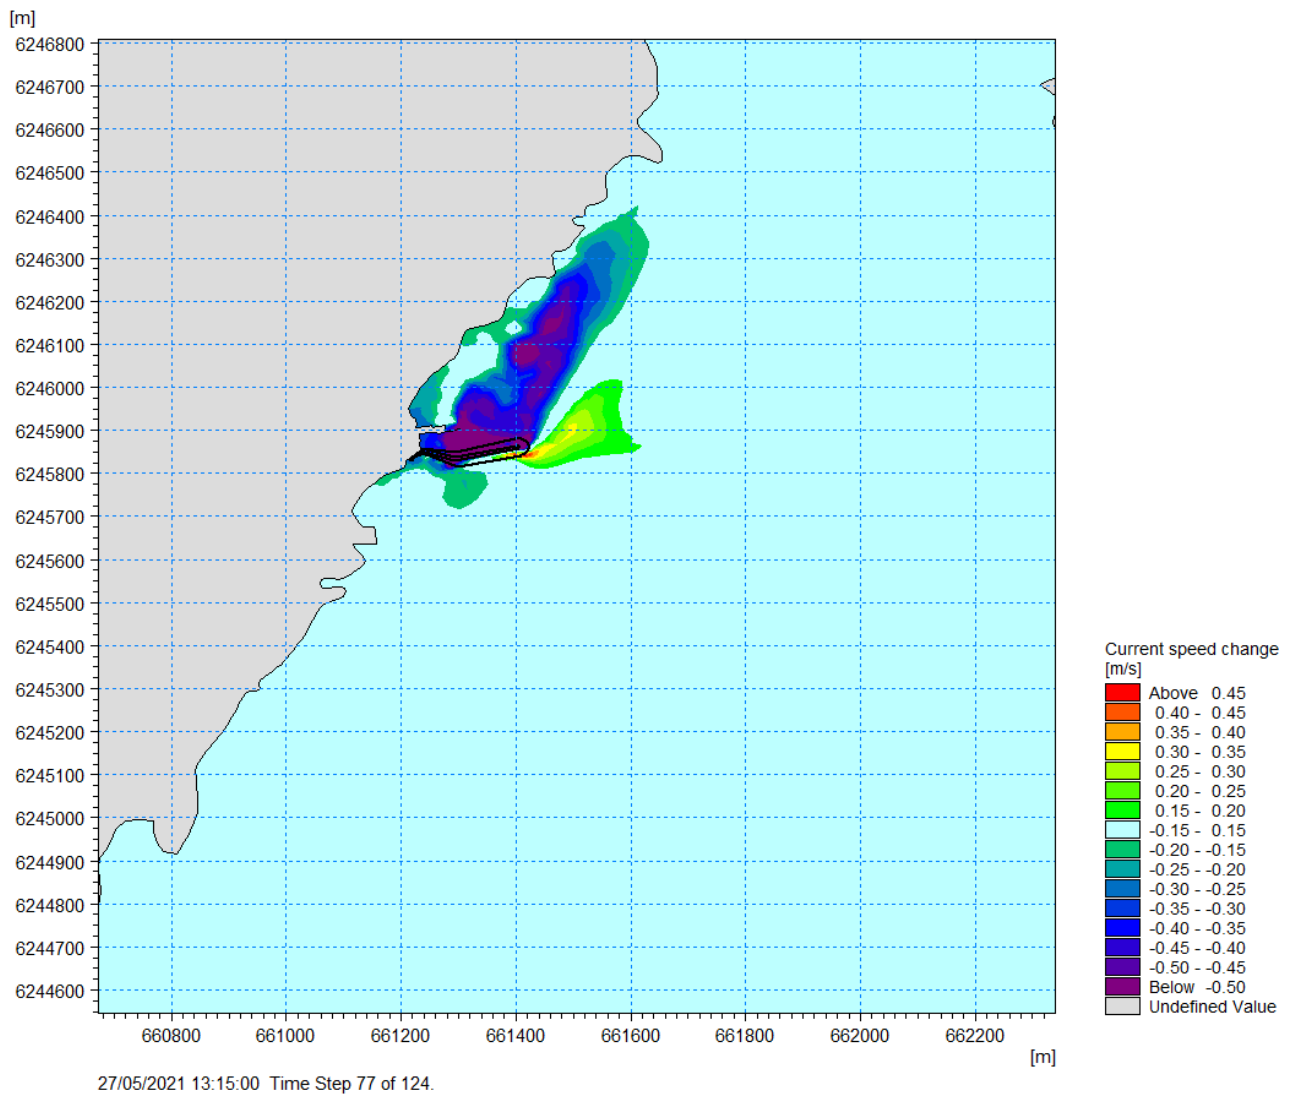 [m]
6246800
6246700
6246600
6246500
6246400
6246300
6246200
6246100
6246000
6245900
6245800
6245700
6245600
6245500
6245400
6245300
6245200
6245100
6245000
6244900
6244800
6244700
6244600
660800 661000 661200 661400 661600 661800 662000 662200
[m]
27/05/2021 13:15:00 Time Step 77 of 124.
Current speed change
[m/s]
Above 0.45
0.40 - 0.45
0.35 - 0.40
0.30 - 0.35
0.25 - 0.30
0.20 - 0.25
0.15 - 0.20
-0.15 - 0.15
-0.20 - -0.15
-0.25 - -0.20
-0.30 - -0.25
-0.35 - -0.30
-0.40 - -0.35
-0.45 - -0.40
-0.50 - -0.45
Below -0.50
Undefined Value